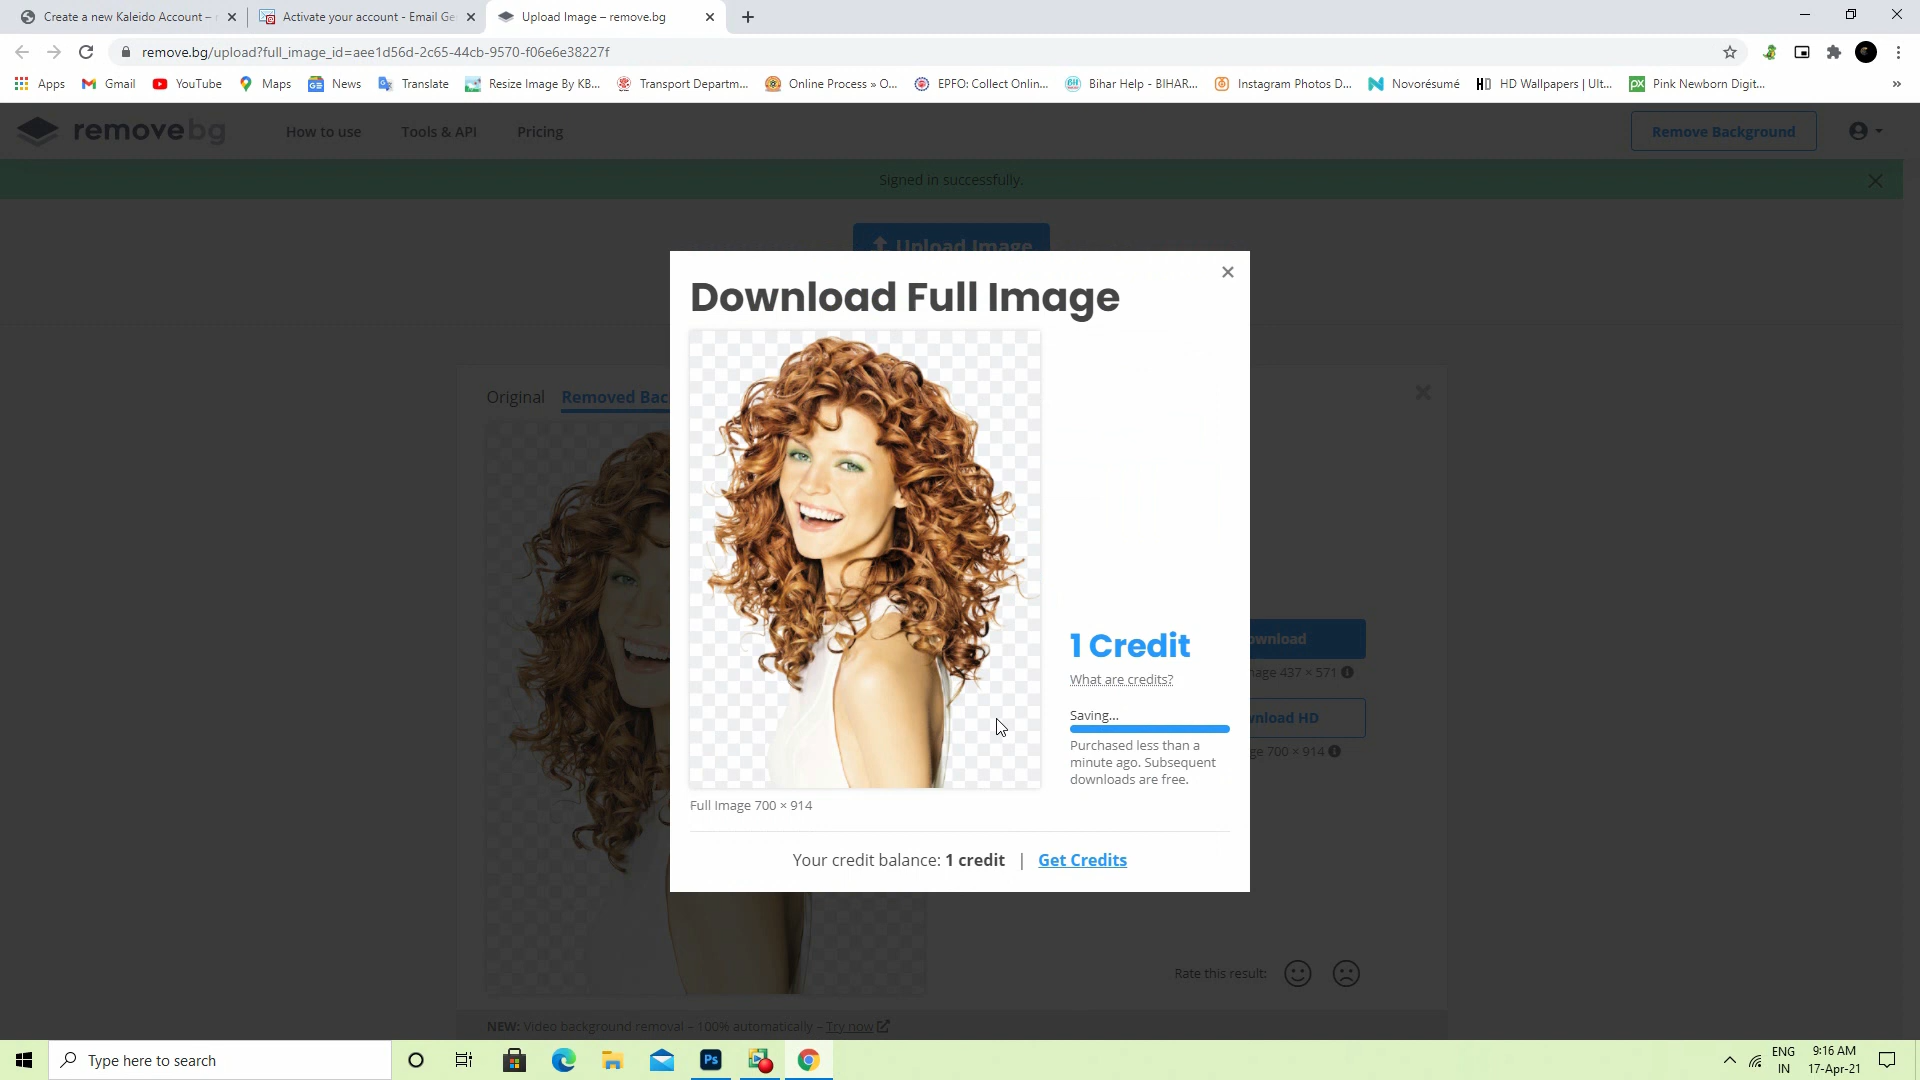 Create a new Kaleido Account –
Activate your account - Email Ge
Upload Image – remove.bg
remove.bg/upload?full_image_id=aee1d56d-2c65-44cb-9570-f06e6e38227f
Apps
Gmail
YouTube
Maps
News
Translate
Resize Image By KB...
Transport Departm...
Online Process » O...
EPFO: Collect Onlin...
Bihar Help - BIHAR...
Instagram Photos D...
Novorésumé
HD Wallpapers | Ult...
Pink Newborn Digit...
removebg
How to use
Tools & API
Pricing
Remove Background
Signed in successfully.
Upload Image
Original
Removed Bac
Download Full Image
1 Credit
What are credits?
Saving...
Purchased less than a
minute ago. Subsequent
downloads are free.
Full Image 700 × 914
Your credit balance: 1 credit | Get Credits
ownload
nage 437 × 571
wnload HD
ge 700 × 914
Rate this result:
NEW: Video background removal – 100% automatically – Try now
Type here to search
Ps
ENG
IN
9:16 AM
17-Apr-21